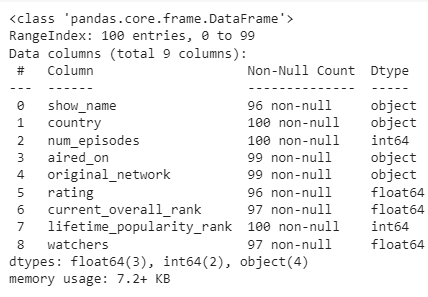 <class 'pandas.core.frame.DataFrame'>
RangeIndex: 100 entries, 0 to 99
Data columns (total 9 columns):
 #   Column                    Non-Null Count  Dtype
---  ------                    --------------  -----
 0   show_name                 96 non-null     object
 1   country                   100 non-null    object
 2   num_episodes              100 non-null    int64
 3   aired_on                  99 non-null     object
 4   original_network          99 non-null     object
 5   rating                    96 non-null     float64
 6   current_overall_rank      97 non-null     float64
 7   lifetime_popularity_rank  100 non-null    int64
 8   watchers                  97 non-null     float64
dtypes: float64(3), int64(2), object(4)
memory usage: 7.2+ KB